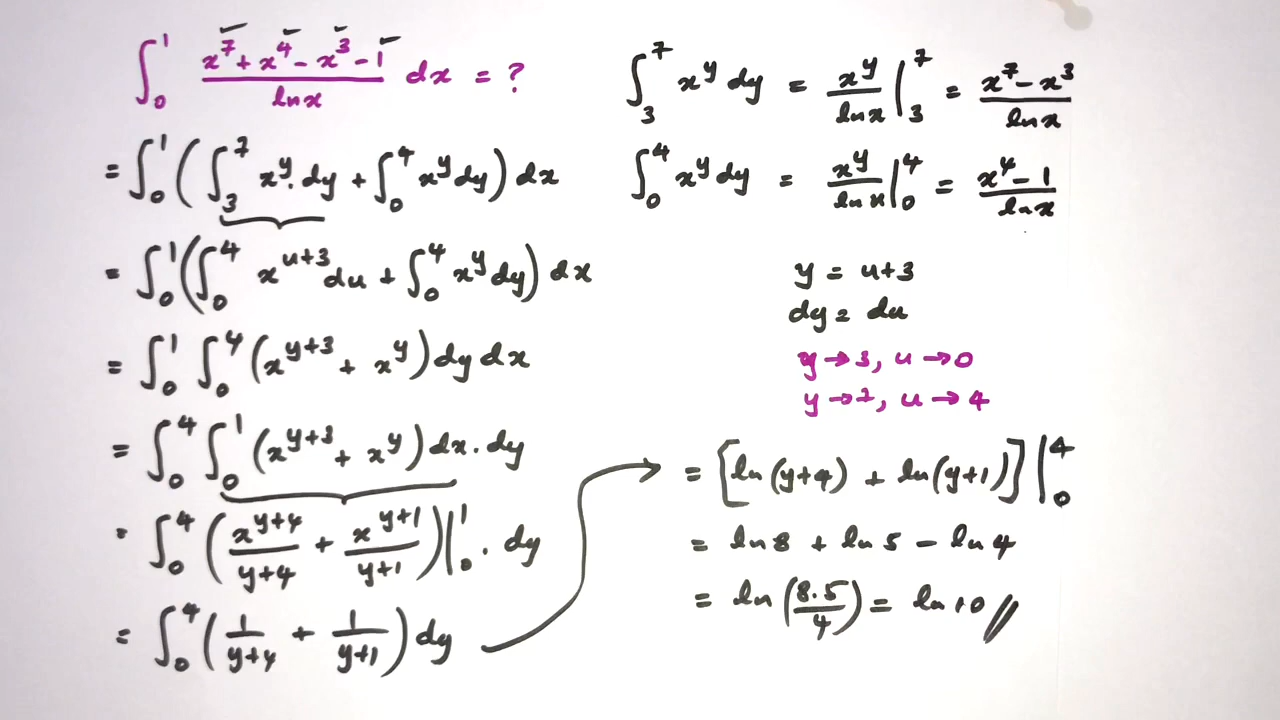 ∫₀¹ (x⁷ + x⁴ - x³ - 1)/(ln x) dx = ?
= ∫₀¹ ( ∫₃⁷ x^y . dy + ∫₀⁴ x^y dy ) dx
= ∫₀¹ ( ∫₀⁴ x^(u+3) du + ∫₀⁴ x^y dy ) dx
= ∫₀¹ ∫₀⁴ (x^(y+3) + x^y) dy dx
= ∫₀⁴ ∫₀¹ (x^(y+3) + x^y) dx . dy
= ∫₀⁴ ( x^(y+4)/(y+4) + x^(y+1)/(y+1) ) |₀¹ . dy
= ∫₀⁴ ( 1/(y+4) + 1/(y+1) ) dy
∫₃⁷ x^y dy = x^y/(ln x) |₃⁷ = (x⁷ - x³)/(ln x)
∫₀⁴ x^y dy = x^y/(ln x) |₀⁴ = (x⁴ - 1)/(ln x)
y = u+3
dy = du
y → 3, u → 0
y → 7, u → 4
= [ln(y+4) + ln(y+1)] |₀⁴
= ln 8 + ln 5 - ln 4
= ln (8.5/4) = ln 10 //